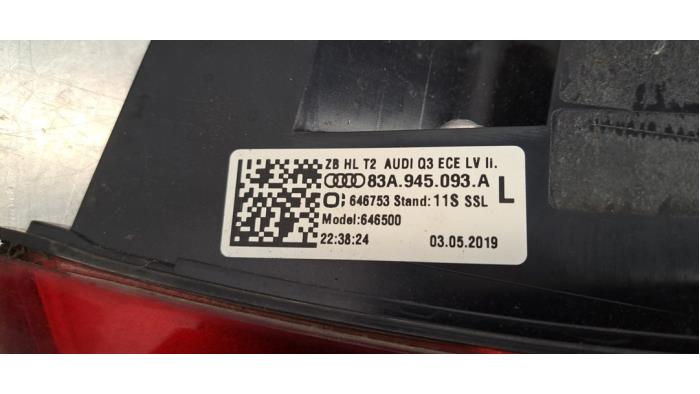 ZB HL T2 AUDI Q3 ECE LV li.
83A.945.093.A L
646753 Stand: 11S SSL
Model:646500
22:38:24 03.05.2019